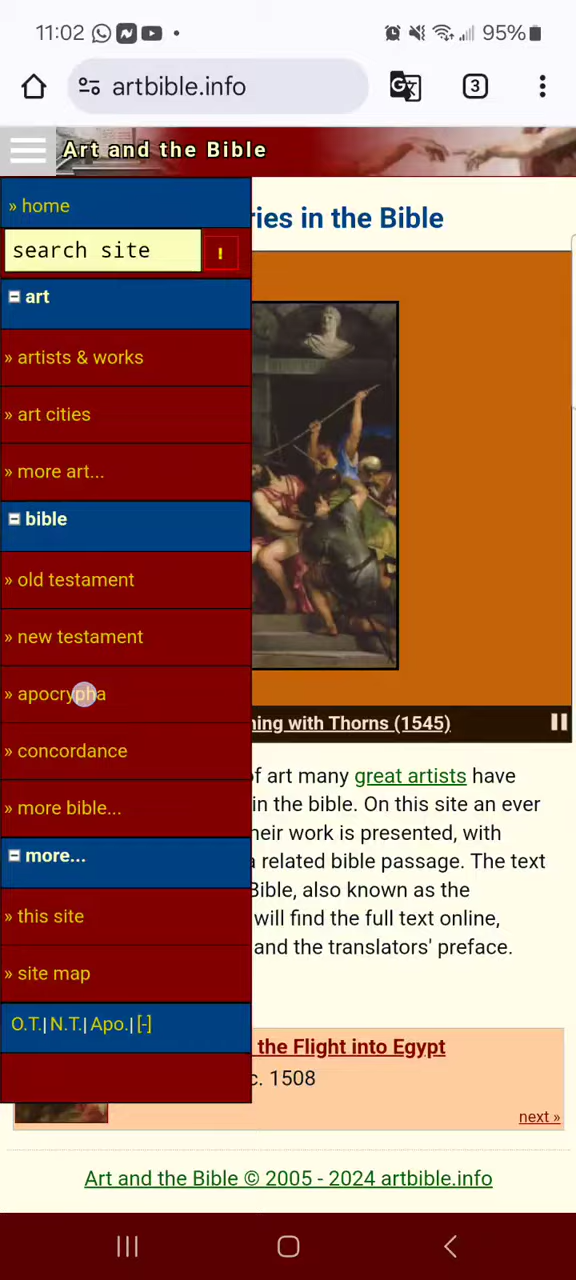 11:02
95%
artbible.info
3
Art and the Bible
» home
ries in the Bible
search site
!
art
» artists & works
» art cities
» more art...
bible
» old testament
» new testament
» apocrypha
ning with Thorns (1545)
» concordance
of art many great artists have
in the bible. On this site an ever
» more bible...
heir work is presented, with
more...
a related bible passage. The text
Bible, also known as the
» this site
will find the full text online,
and the translators' preface.
» site map
O.T.| N.T.| Apo.| [-]
the Flight into Egypt
c. 1508
next »
Art and the Bible © 2005 - 2024 artbible.info